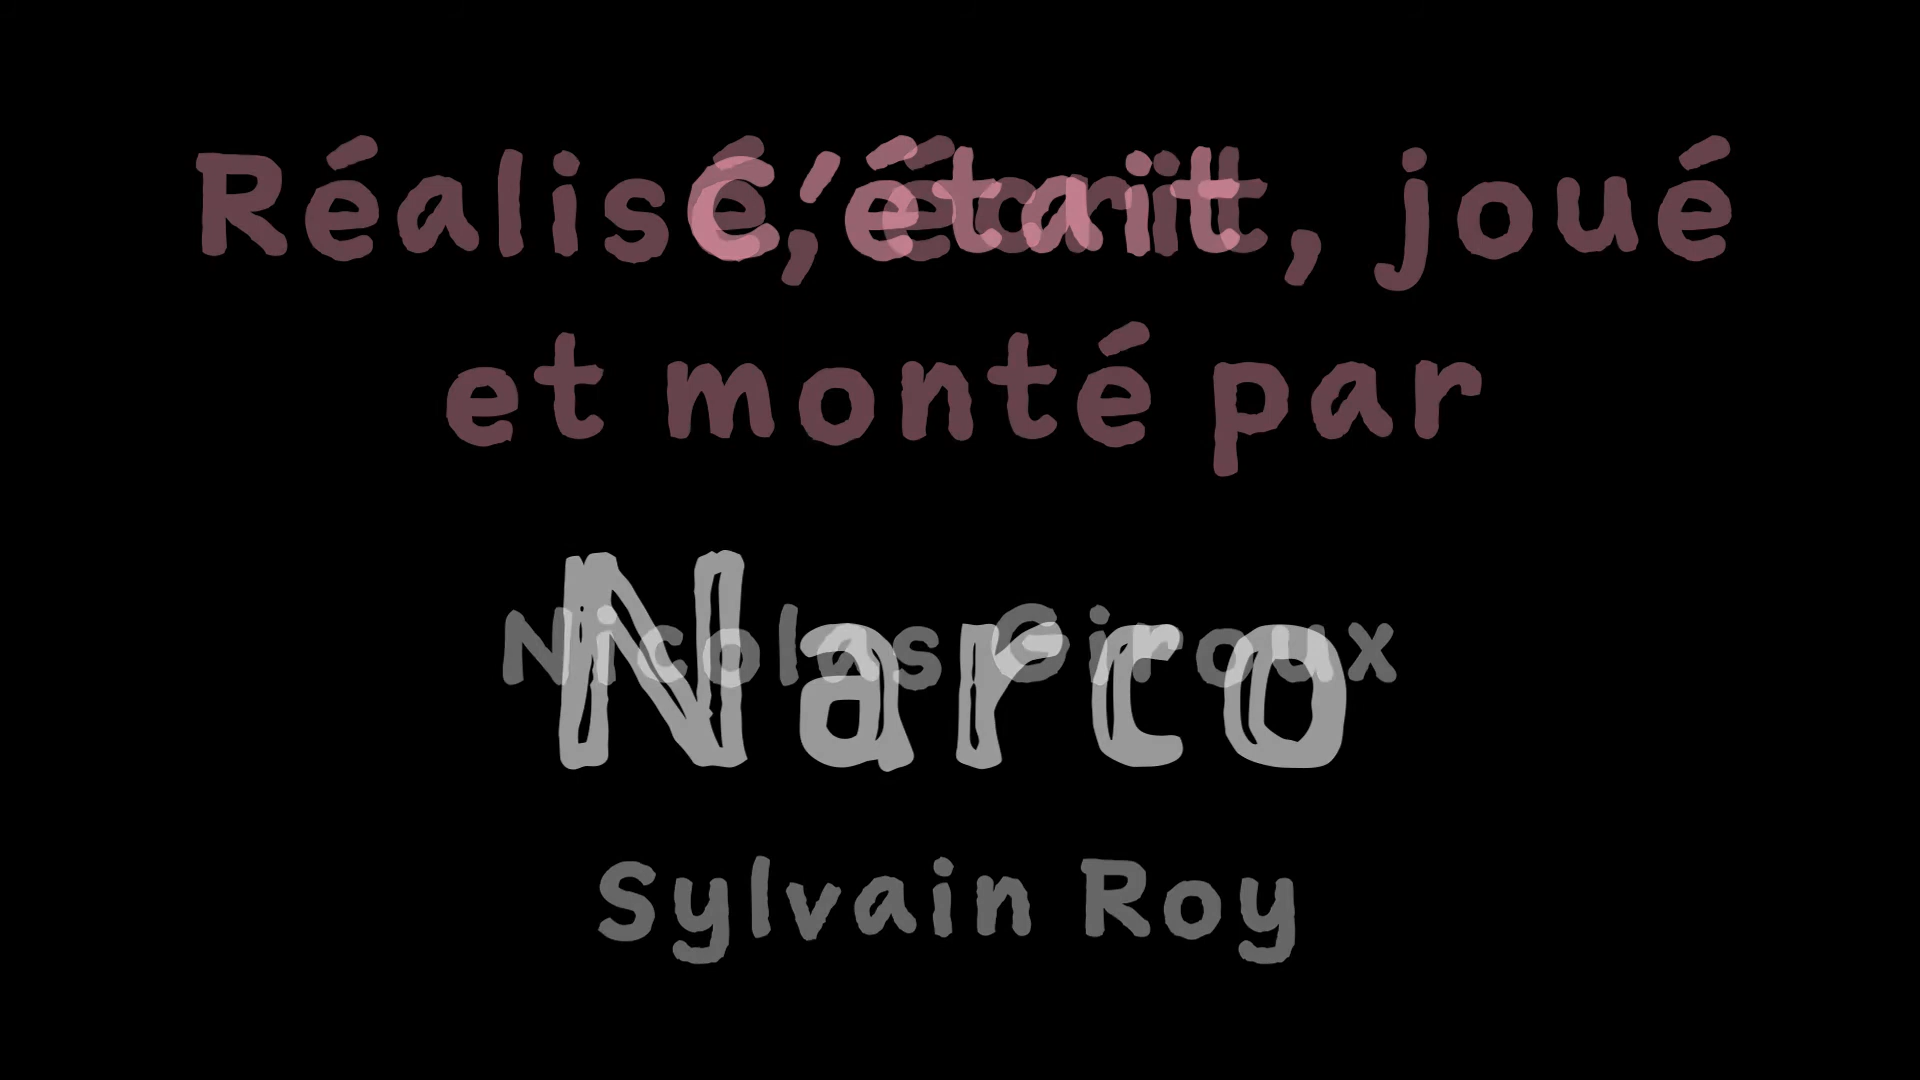 C'était
Narco
Réalisé, écrit, joué
et monté par
Nicolas Giroux
Sylvain Roy